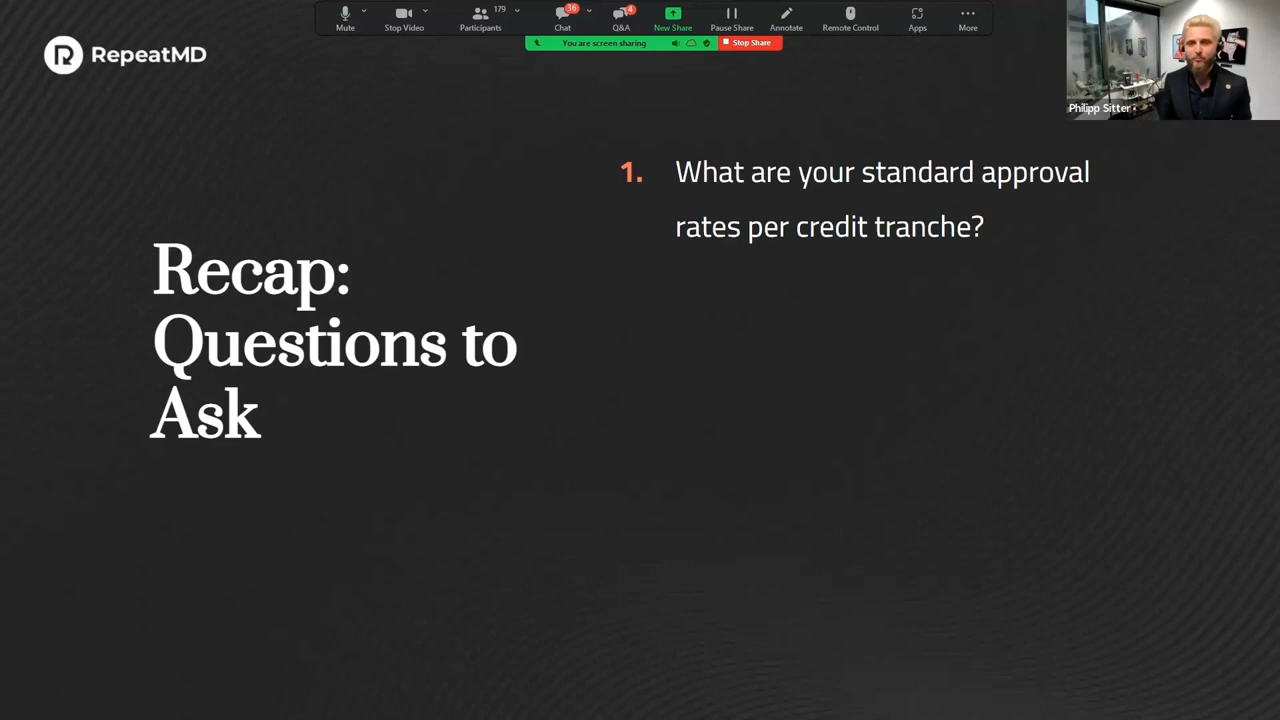 179
36
4
Mute
Stop Video
Participants
Chat
Q&A
New Share
Pause Share
Annotate
Remote Control
Apps
More
You are screen sharing
Stop Share
RepeatMD
Philipp Sitter
1. What are your standard approval
rates per credit tranche?
Recap:
Questions to
Ask